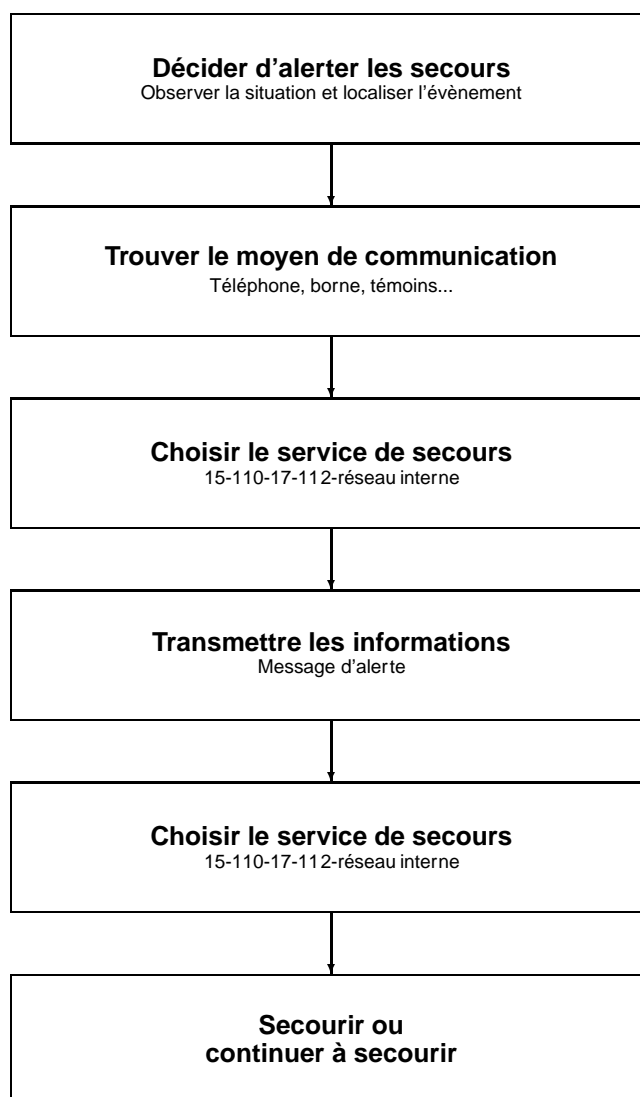 Décider d'alerter les secours
Observer la situation et localiser l'évènement
Trouver le moyen de communication
Téléphone, borne, témoins...
Choisir le service de secours
15-110-17-112-réseau interne
Transmettre les informations
Message d'alerte
Choisir le service de secours
15-110-17-112-réseau interne
Secourir ou
continuer à secourir